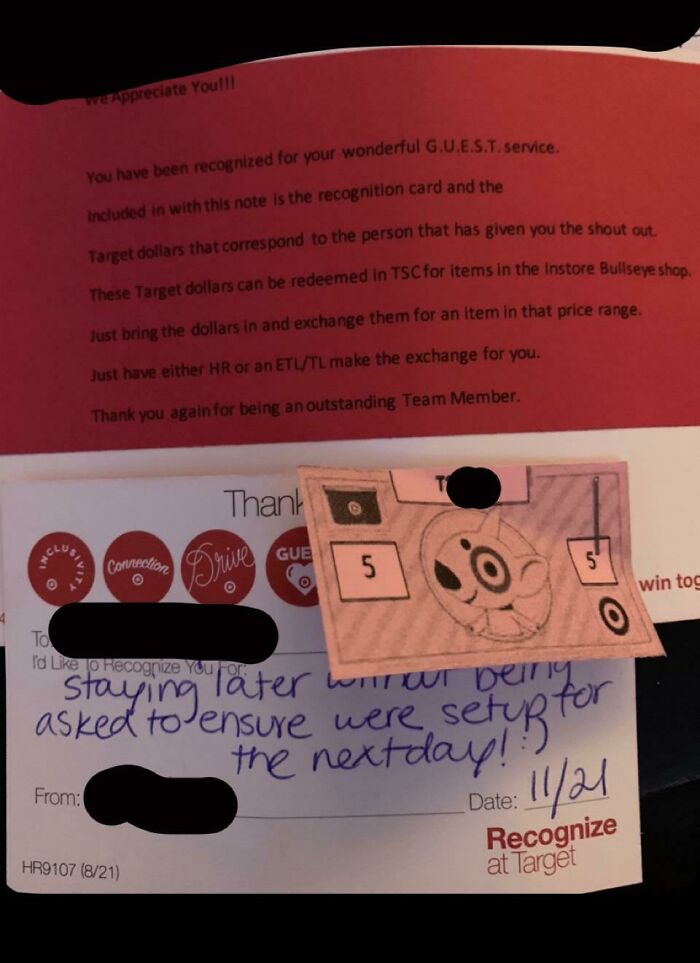 We Appreciate You!!!
You have been recognized for your wonderful G.U.E.S.T. service.
Included in with this note is the recognition card and the
Target dollars that correspond to the person that has given you the shout out.
These Target dollars can be redeemed in TSC for items in the Instore Bullseye shop.
Just bring the dollars in and exchange them for an item in that price range.
Just have either HR or an ETL/TL make the exchange for you.
Thank you again for being an outstanding Team Member.
Thank
INCLUSIVITY
Connection
Drive
GUE
5
5
win tog
To:
I'd Like To Recognize You For:
staying later without being
asked to ensure were setup for
the next day! :)
From:
Date: 11/21
Recognize
at Target
HR9107 (8/21)